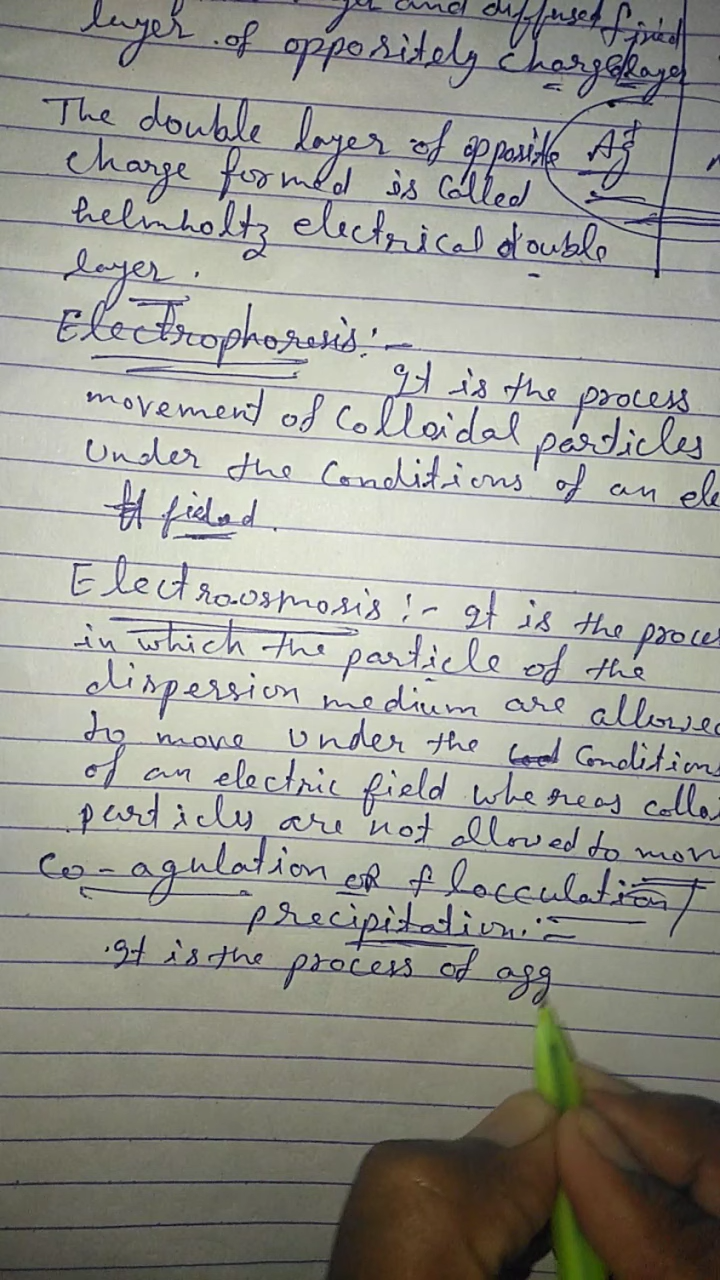 and diffused fixed
layer. of oppositely charged layer
The double layer of opposite
Ag+
charge formed is called
helmholtz electrical double
layer.
Electrophoresis:-
It is the process
movement of Colloidal particles
under the conditions of an ele
field.
Electroosmosis:- It is the proce
in which the particle of the
dispersion medium are allowe
to move under the Condition
of an electric field whereas collo
particles are not allowed to mov
Co-agulation or flocculation/
precipitation:=
It is the process of agg